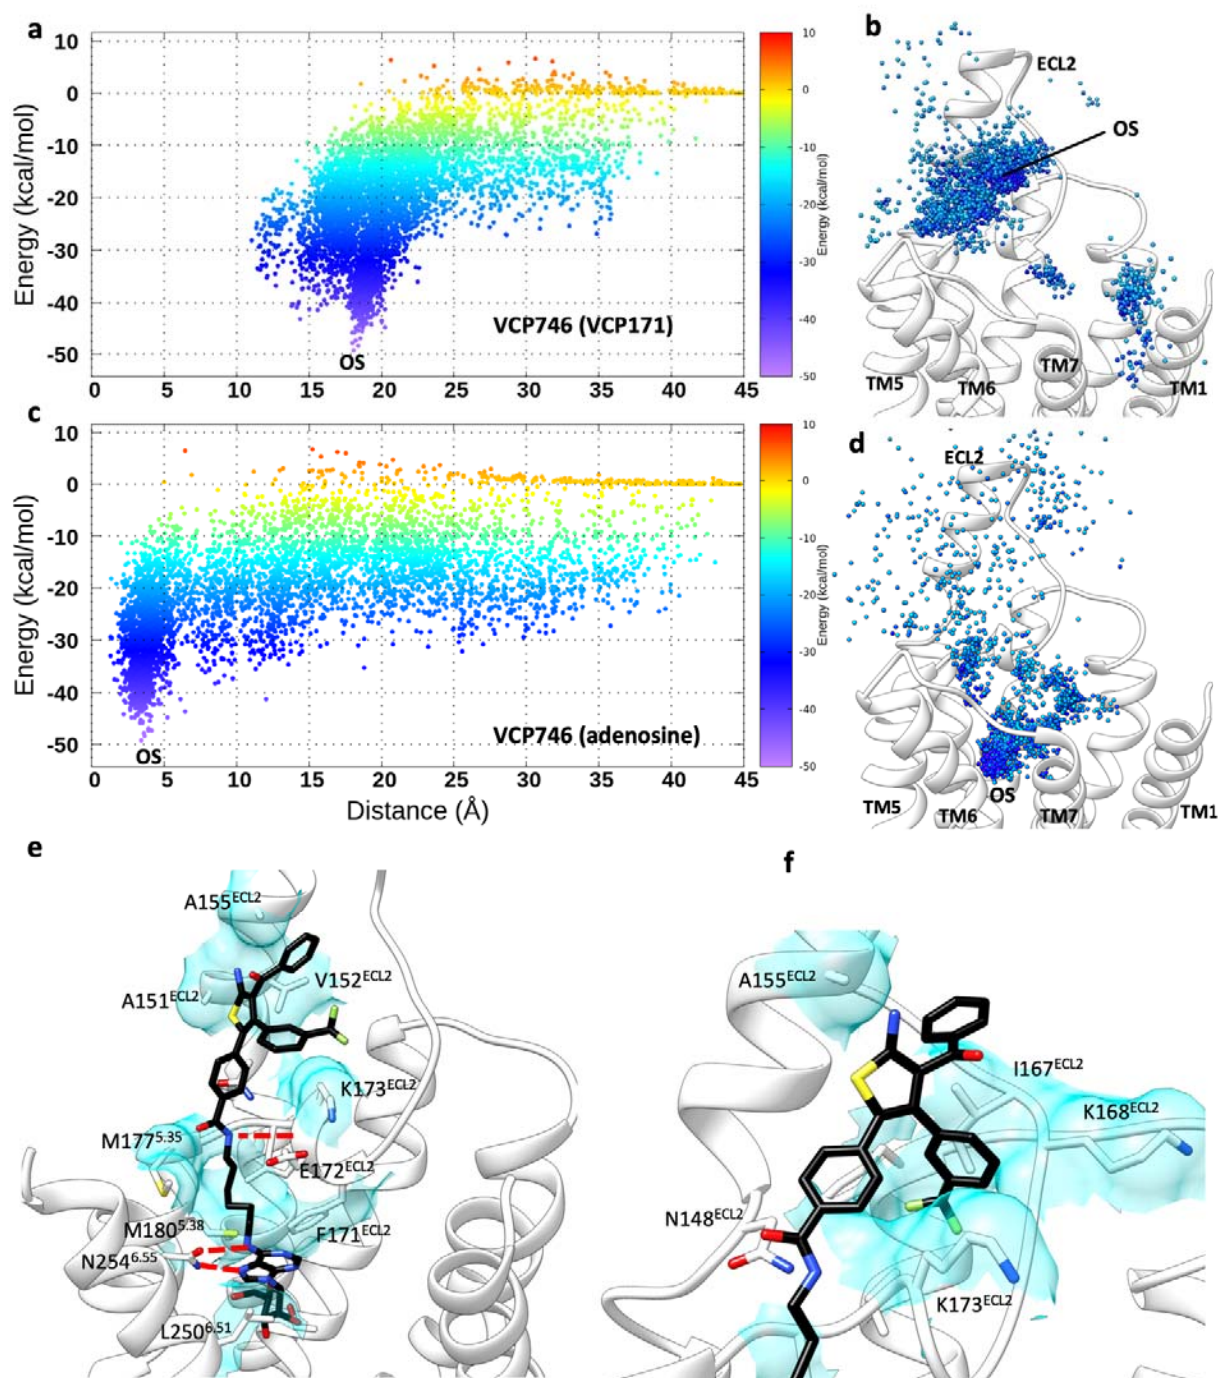 a
10
0
-10
-20
-30
-40
-50
Energy (kcal/mol)
VCP746 (VCP171)
OS
0 5 10 15 20 25 30 35 40 45
10
0
-10
-20
-30
-40
-50
Energy (kcal/mol)
b
ECL2
OS
TM5 TM6 TM7 TM1
c
10
0
-10
-20
-30
-40
-50
Energy (kcal/mol)
VCP746 (adenosine)
OS
0 5 10 15 20 25 30 35 40 45
Distance (Å)
10
0
-10
-20
-30
-40
-50
Energy (kcal/mol)
d
ECL2
OS
TM5 TM6 TM7 TM1
e
A155ECL2
A151ECL2
V152ECL2
K173ECL2
M1775.35
E172ECL2
M1805.38
F171ECL2
N2546.55
L2506.51
f
A155ECL2
I167ECL2
K168ECL2
N148ECL2
K173ECL2